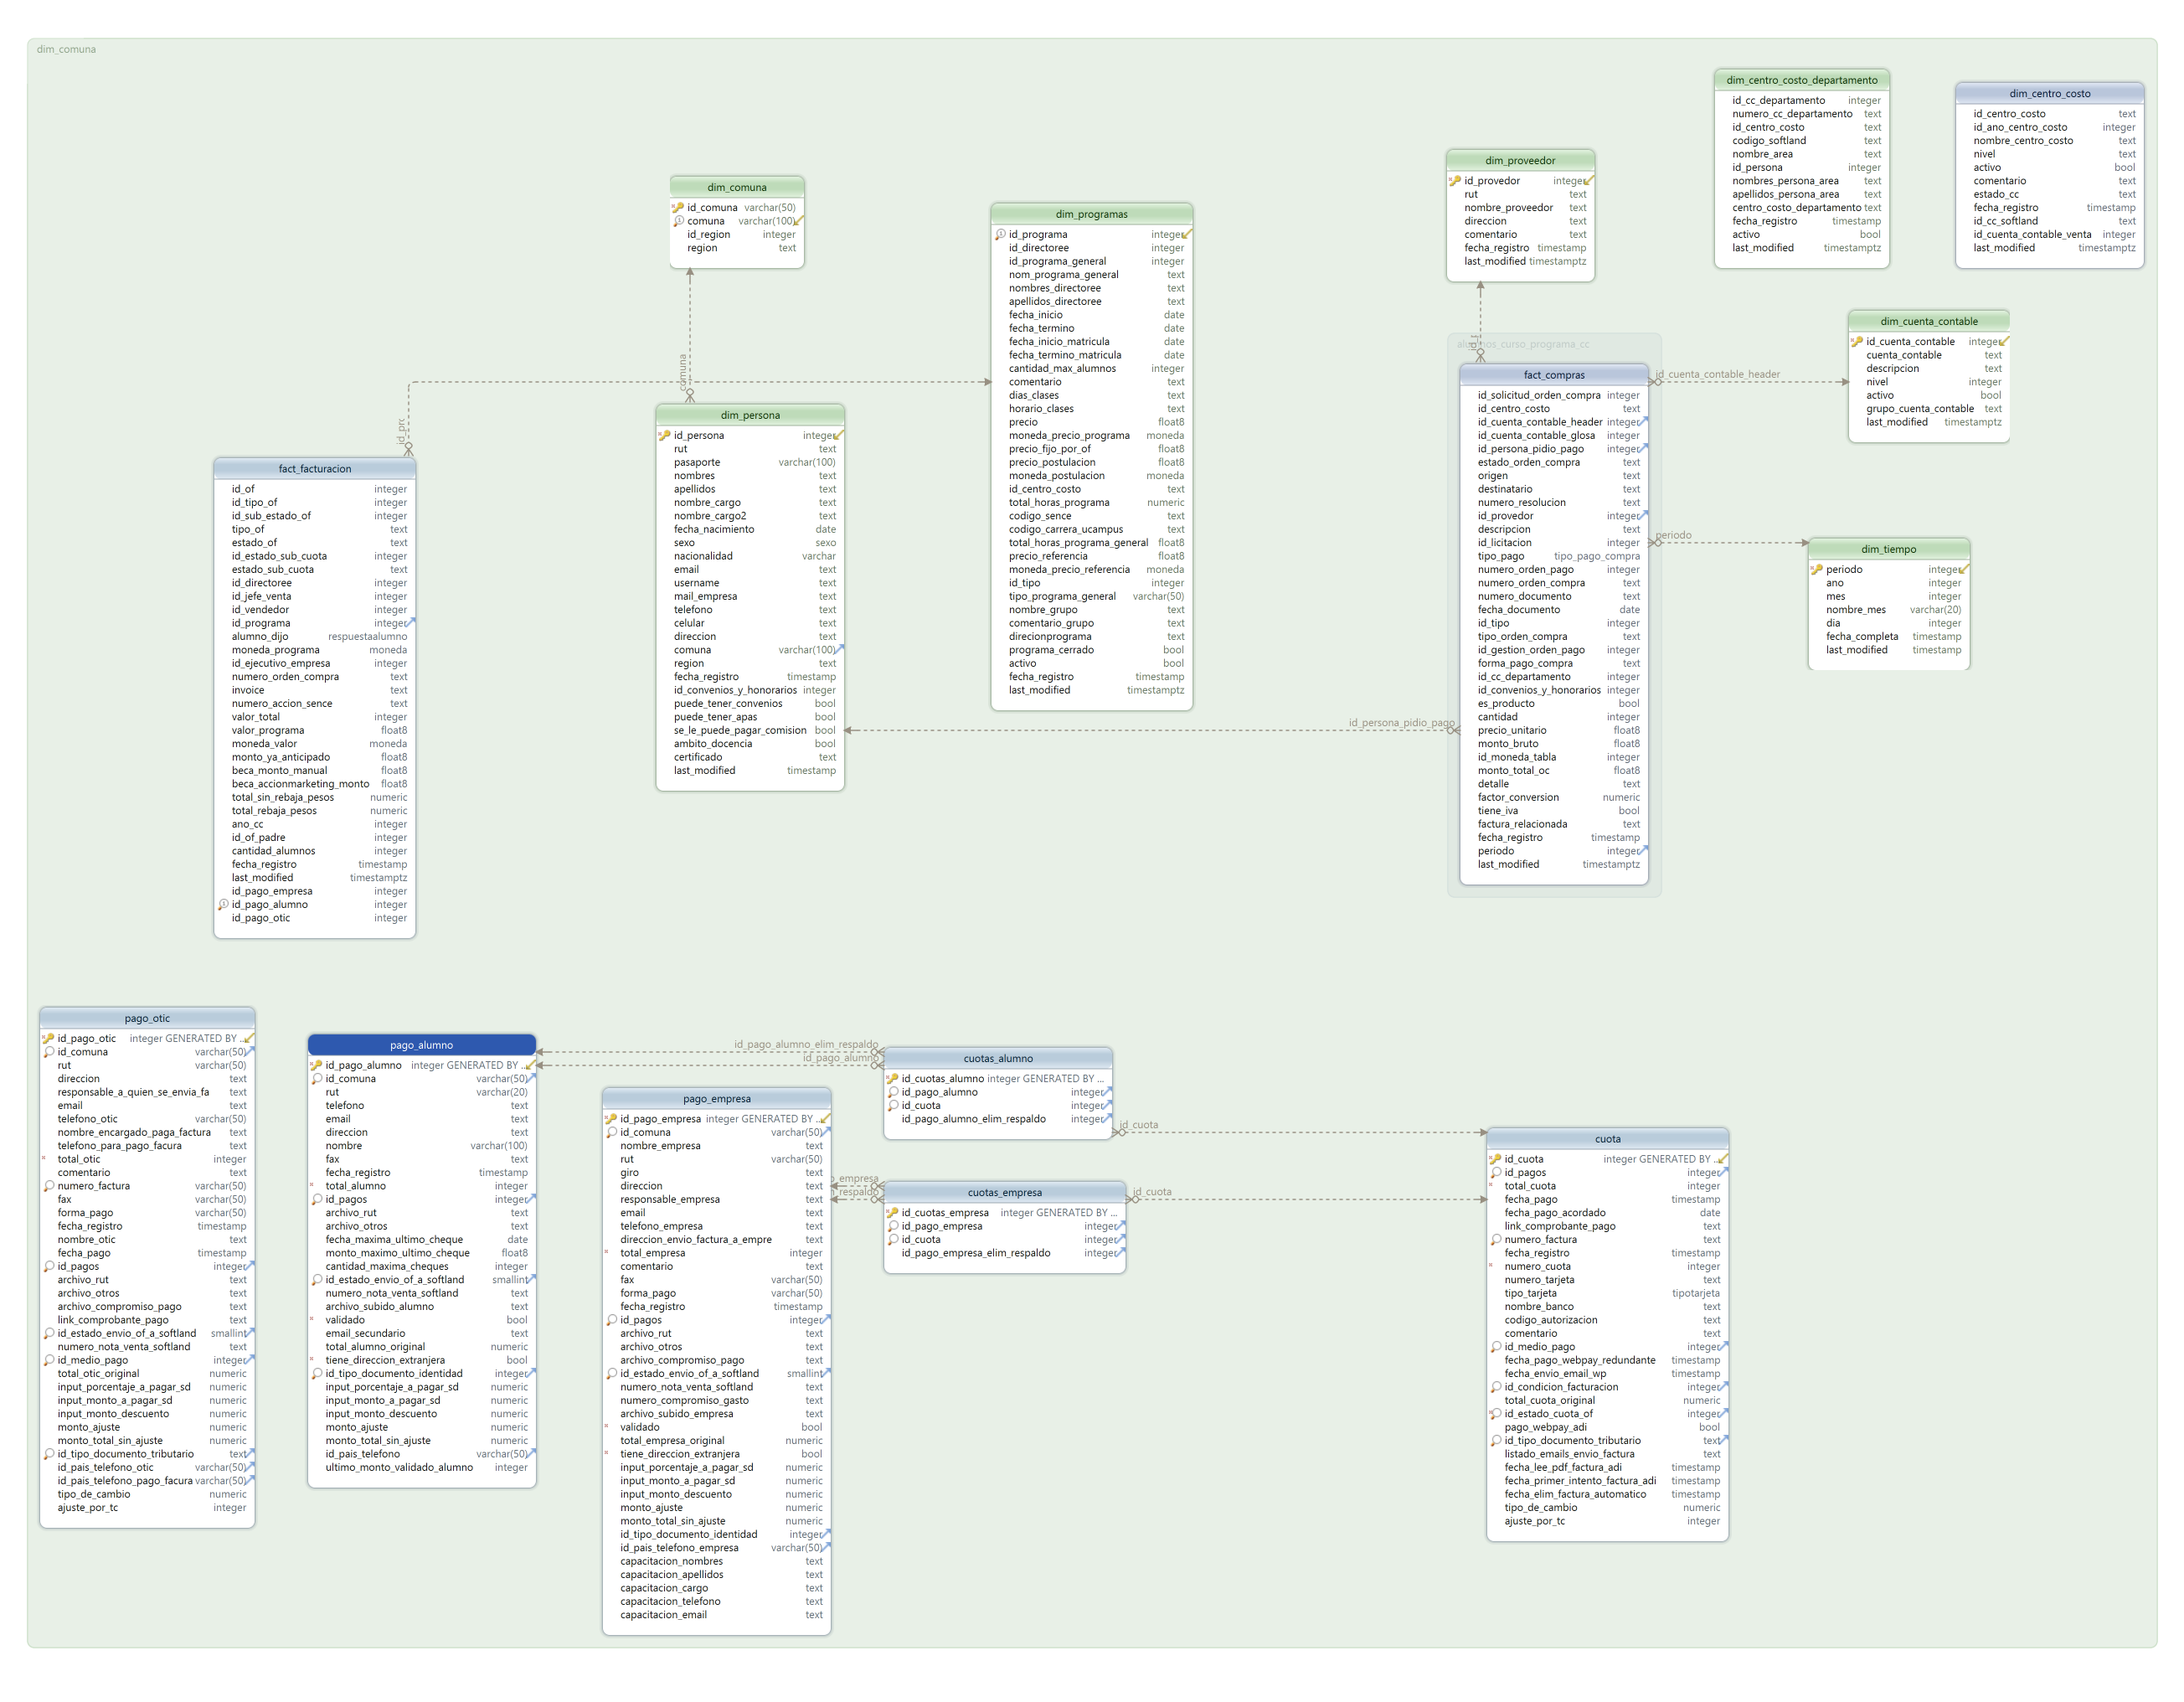 dim_comuna
dim_centro_costo_departamento
id_cc_departamento integer
numero_cc_departamento text
id_centro_costo text
codigo_softland text
nombre_area text
id_persona integer
nombres_persona_area text
apellidos_persona_area text
centro_costo_departamento text
fecha_registro timestamp
activo bool
last_modified timestamptz
dim_centro_costo
id_centro_costo text
id_ano_centro_costo integer
nombre_centro_costo text
nivel text
activo bool
comentario text
estado_cc text
fecha_registro timestamp
id_cc_softland text
id_cuenta_contable_venta integer
last_modified timestamptz
dim_proveedor
id_provedor integer
rut text
nombre_proveedor text
direccion text
comentario text
fecha_registro timestamp
last_modified timestamptz
dim_comuna
id_comuna varchar(50)
comuna varchar(100)
id_region integer
region text
dim_programas
id_programa integer
id_directoree integer
id_programa_general integer
nom_programa_general text
nombres_directoree text
apellidos_directoree text
fecha_inicio date
fecha_termino date
fecha_inicio_matricula date
fecha_termino_matricula date
cantidad_max_alumnos integer
comentario text
dias_clases text
horario_clases text
precio float8
moneda_precio_programa moneda
precio_fijo_por_of float8
precio_postulacion float8
moneda_postulacion moneda
id_centro_costo text
total_horas_programa numeric
codigo_sence text
codigo_carrera_ucampus text
total_horas_programa_general float8
precio_referencia float8
moneda_precio_referencia moneda
id_tipo integer
tipo_programa_general varchar(50)
nombre_grupo text
comentario_grupo text
direcionprograma text
programa_cerrado bool
activo bool
fecha_registro timestamp
last_modified timestamptz
dim_cuenta_contable
id_cuenta_contable integer
cuenta_contable text
descripcion text
nivel integer
activo bool
grupo_cuenta_contable text
last_modified timestamptz
alumnos_curso_programa_cc
fact_compras
id_solicitud_orden_compra integer
id_centro_costo text
id_cuenta_contable_header integer
id_cuenta_contable_glosa integer
id_persona_pidio_pago integer
estado_orden_compra text
origen text
destinatario text
numero_resolucion text
id_provedor integer
descripcion text
id_licitacion integer
tipo_pago tipo_pago_compra
numero_orden_pago integer
numero_orden_compra text
numero_documento text
fecha_documento date
id_tipo integer
tipo_orden_compra text
id_gestion_orden_pago integer
forma_pago_compra text
id_cc_departamento integer
id_convenios_y_honorarios integer
es_producto bool
cantidad integer
precio_unitario float8
monto_bruto float8
id_moneda_tabla integer
monto_total_oc float8
detalle text
factor_conversion numeric
tiene_iva bool
factura_relacionada text
fecha_registro timestamp
periodo integer
last_modified timestamptz
id_cuenta_contable_header
periodo
id_persona_pidio_pago
comuna
id_prc
dim_tiempo
periodo integer
ano integer
mes integer
nombre_mes varchar(20)
dia integer
fecha_completa timestamp
last_modified timestamp
dim_persona
id_persona integer
rut text
pasaporte varchar(100)
nombres text
apellidos text
nombre_cargo text
nombre_cargo2 text
fecha_nacimiento date
sexo sexo
nacionalidad varchar
email text
username text
mail_empresa text
telefono text
celular text
direccion text
comuna varchar(100)
region text
fecha_registro timestamp
id_convenios_y_honorarios integer
puede_tener_convenios bool
puede_tener_apas bool
se_le_puede_pagar_comision bool
ambito_docencia bool
certificado text
last_modified timestamp
fact_facturacion
id_of integer
id_tipo_of integer
id_sub_estado_of integer
tipo_of text
estado_of text
id_estado_sub_cuota integer
estado_sub_cuota text
id_directoree integer
id_jefe_venta integer
id_vendedor integer
id_programa integer
alumno_dijo respuestaalumno
moneda_programa moneda
id_ejecutivo_empresa integer
numero_orden_compra text
invoice text
numero_accion_sence text
valor_total integer
valor_programa float8
moneda_valor moneda
monto_ya_anticipado float8
beca_monto_manual float8
beca_accionmarketing_monto float8
total_sin_rebaja_pesos numeric
total_rebaja_pesos numeric
ano_cc integer
id_of_padre integer
cantidad_alumnos integer
fecha_registro timestamp
last_modified timestamptz
id_pago_empresa integer
id_pago_alumno integer
id_pago_otic integer
pago_otic
id_pago_otic integer GENERATED BY ...
id_comuna varchar(50)
rut varchar(50)
direccion text
responsable_a_quien_se_envia_fa text
email text
telefono_otic varchar(50)
nombre_encargado_paga_factura text
telefono_para_pago_facura text
total_otic integer
comentario text
numero_factura varchar(50)
fax varchar(50)
forma_pago varchar(50)
fecha_registro timestamp
nombre_otic text
fecha_pago timestamp
id_pagos integer
archivo_rut text
archivo_otros text
archivo_compromiso_pago text
link_comprobante_pago text
id_estado_envio_of_a_softland smallint
numero_nota_venta_softland text
id_medio_pago integer
total_otic_original numeric
input_porcentaje_a_pagar_sd numeric
input_monto_a_pagar_sd numeric
input_monto_descuento numeric
monto_ajuste numeric
monto_total_sin_ajuste numeric
id_tipo_documento_tributario text
id_pais_telefono_otic varchar(50)
id_pais_telefono_pago_facura varchar(50)
tipo_de_cambio numeric
ajuste_por_tc integer
pago_alumno
id_pago_alumno integer GENERATED BY ...
id_comuna varchar(50)
rut varchar(20)
telefono text
email text
direccion text
nombre varchar(100)
fax text
fecha_registro timestamp
total_alumno integer
id_pagos integer
archivo_rut text
archivo_otros text
fecha_maxima_ultimo_cheque date
monto_maximo_ultimo_cheque float8
cantidad_maxima_cheques integer
id_estado_envio_of_a_softland smallint
numero_nota_venta_softland text
archivo_subido_alumno text
validado bool
email_secundario text
total_alumno_original numeric
tiene_direccion_extranjera bool
id_tipo_documento_identidad integer
input_porcentaje_a_pagar_sd numeric
input_monto_a_pagar_sd numeric
input_monto_descuento numeric
monto_ajuste numeric
monto_total_sin_ajuste numeric
id_pais_telefono varchar(50)
ultimo_monto_validado_alumno integer
pago_empresa
id_pago_empresa integer GENERATED BY ...
id_comuna varchar(50)
nombre_empresa text
rut varchar(50)
giro text
direccion text
responsable_empresa text
email text
telefono_empresa text
direccion_envio_factura_a_empre text
total_empresa integer
comentario text
fax varchar(50)
forma_pago varchar(50)
fecha_registro timestamp
id_pagos integer
archivo_rut text
archivo_otros text
archivo_compromiso_pago text
id_estado_envio_of_a_softland smallint
numero_nota_venta_softland text
numero_compromiso_gasto text
archivo_subido_empresa text
validado bool
total_empresa_original numeric
tiene_direccion_extranjera bool
input_porcentaje_a_pagar_sd numeric
input_monto_a_pagar_sd numeric
input_monto_descuento numeric
monto_ajuste numeric
monto_total_sin_ajuste numeric
id_tipo_documento_identidad integer
id_pais_telefono_empresa varchar(50)
capacitacion_nombres text
capacitacion_apellidos text
capacitacion_cargo text
capacitacion_telefono text
capacitacion_email text
id_pago_alumno_elim_respaldo
id_pago_alumno
cuotas_alumno
id_cuotas_alumno integer GENERATED BY ...
id_pago_alumno integer
id_cuota integer
id_pago_alumno_elim_respaldo integer
id_cuota
o_empresa
respaldo
cuotas_empresa
id_cuotas_empresa integer GENERATED BY ...
id_pago_empresa integer
id_cuota integer
id_pago_empresa_elim_respaldo integer
id_cuota
cuota
id_cuota integer GENERATED BY ...
id_pagos integer
total_cuota integer
fecha_pago timestamp
fecha_pago_acordado date
link_comprobante_pago text
numero_factura text
fecha_registro timestamp
numero_cuota integer
numero_tarjeta text
tipo_tarjeta tipotarjeta
nombre_banco text
codigo_autorizacion text
comentario text
id_medio_pago integer
fecha_pago_webpay_redundante timestamp
fecha_envio_email_wp timestamp
id_condicion_facturacion integer
total_cuota_original numeric
id_estado_cuota_of integer
pago_webpay_adi bool
id_tipo_documento_tributario text
listado_emails_envio_factura text
fecha_lee_pdf_factura_adi timestamp
fecha_primer_intento_factura_adi timestamp
fecha_elim_factura_automatico timestamp
tipo_de_cambio numeric
ajuste_por_tc integer